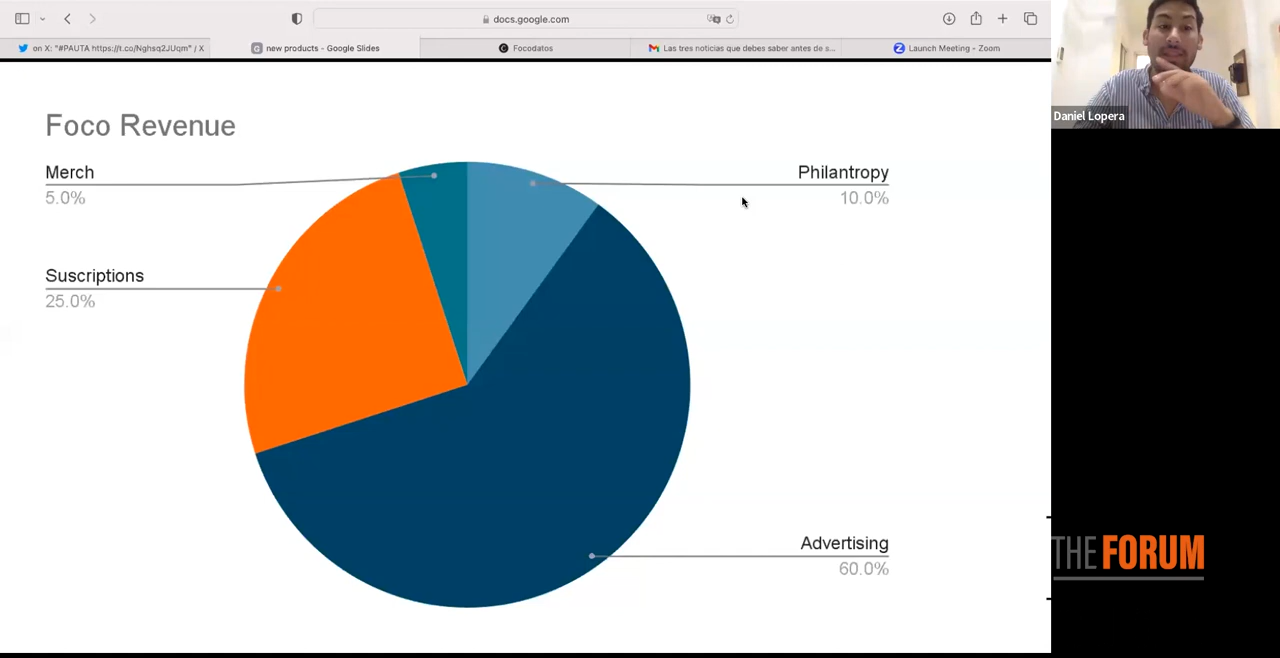 docs.google.com
on X: "#PAUTA https://t.co/Nghsq2JUqm" / X
new products - Google Slides
Focodatos
Las tres noticias que debes saber antes de s...
Launch Meeting - Zoom
Daniel Lopera
Foco Revenue
Merch
5.0%
Philantropy
10.0%
Suscriptions
25.0%
Advertising
60.0%
THE FORUM